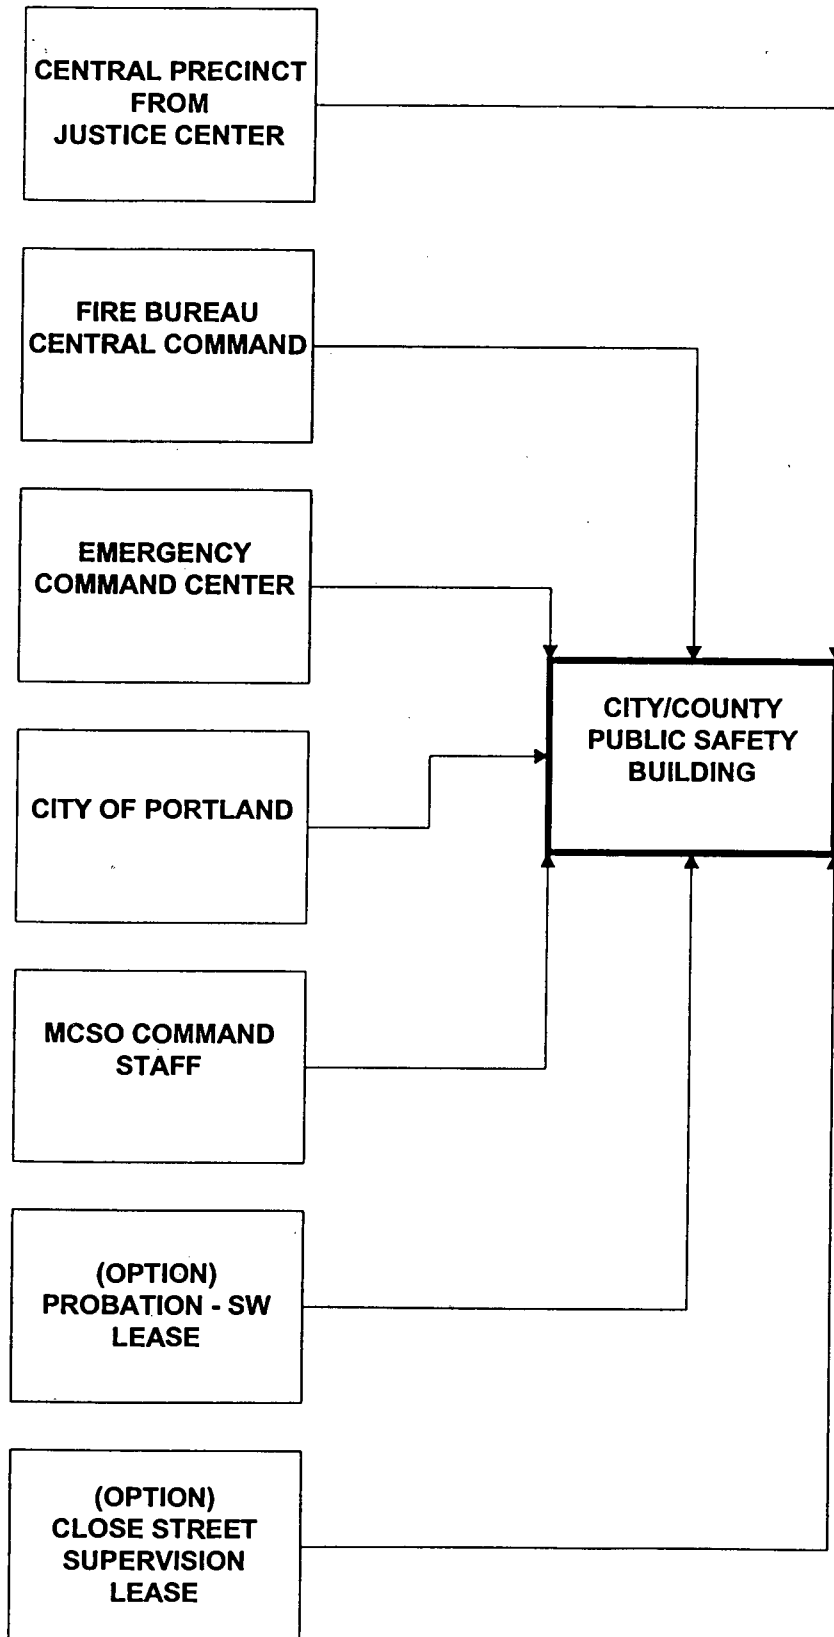 CENTRAL PRECINCT
FROM
JUSTICE CENTER
FIRE BUREAU
CENTRAL COMMAND
EMERGENCY
COMMAND CENTER
CITY/COUNTY
PUBLIC SAFETY
BUILDING
CITY OF PORTLAND
MCSO COMMAND
STAFF
(OPTION)
PROBATION - SW
LEASE
(OPTION)
CLOSE STREET
SUPERVISION
LEASE